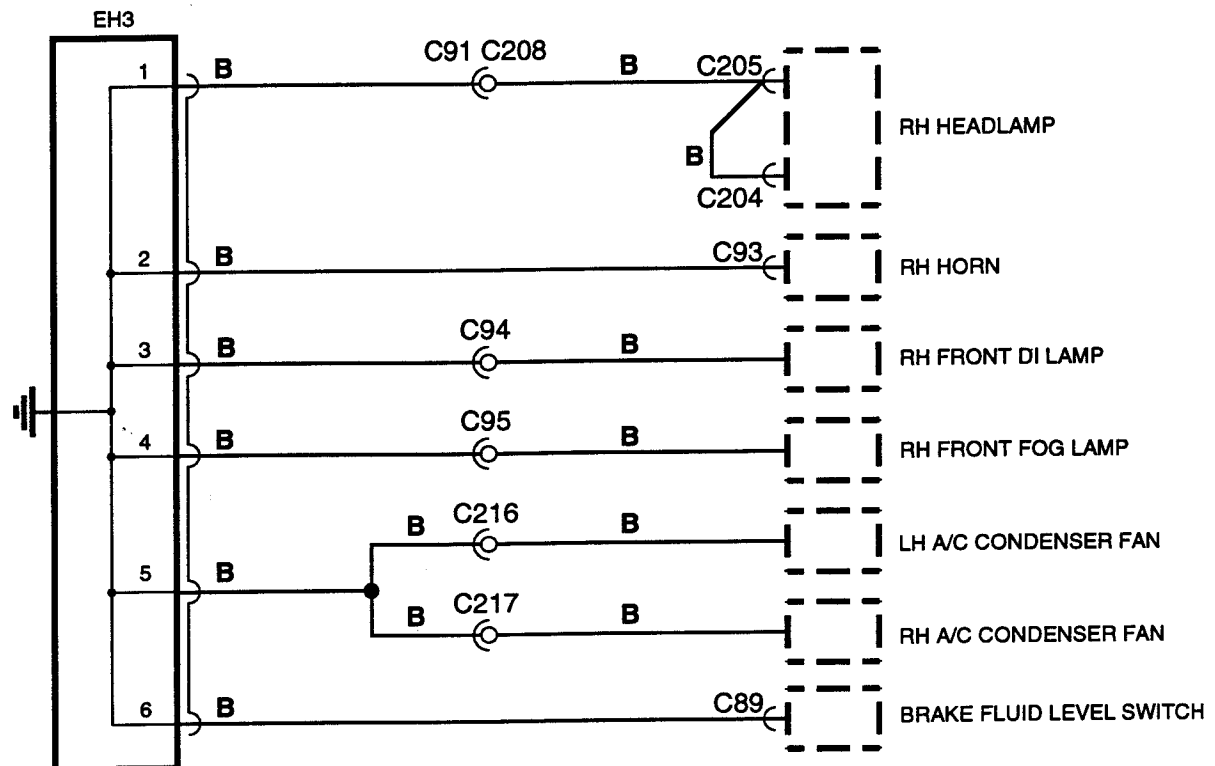 EH3
1 B C91 C208 B C205
RH HEADLAMP
B
C204
2 B C93 RH HORN
3 B C94 B RH FRONT DI LAMP
4 B C95 B RH FRONT FOG LAMP
B C216 B LH A/C CONDENSER FAN
5 B
B C217 B RH A/C CONDENSER FAN
6 B C89 BRAKE FLUID LEVEL SWITCH